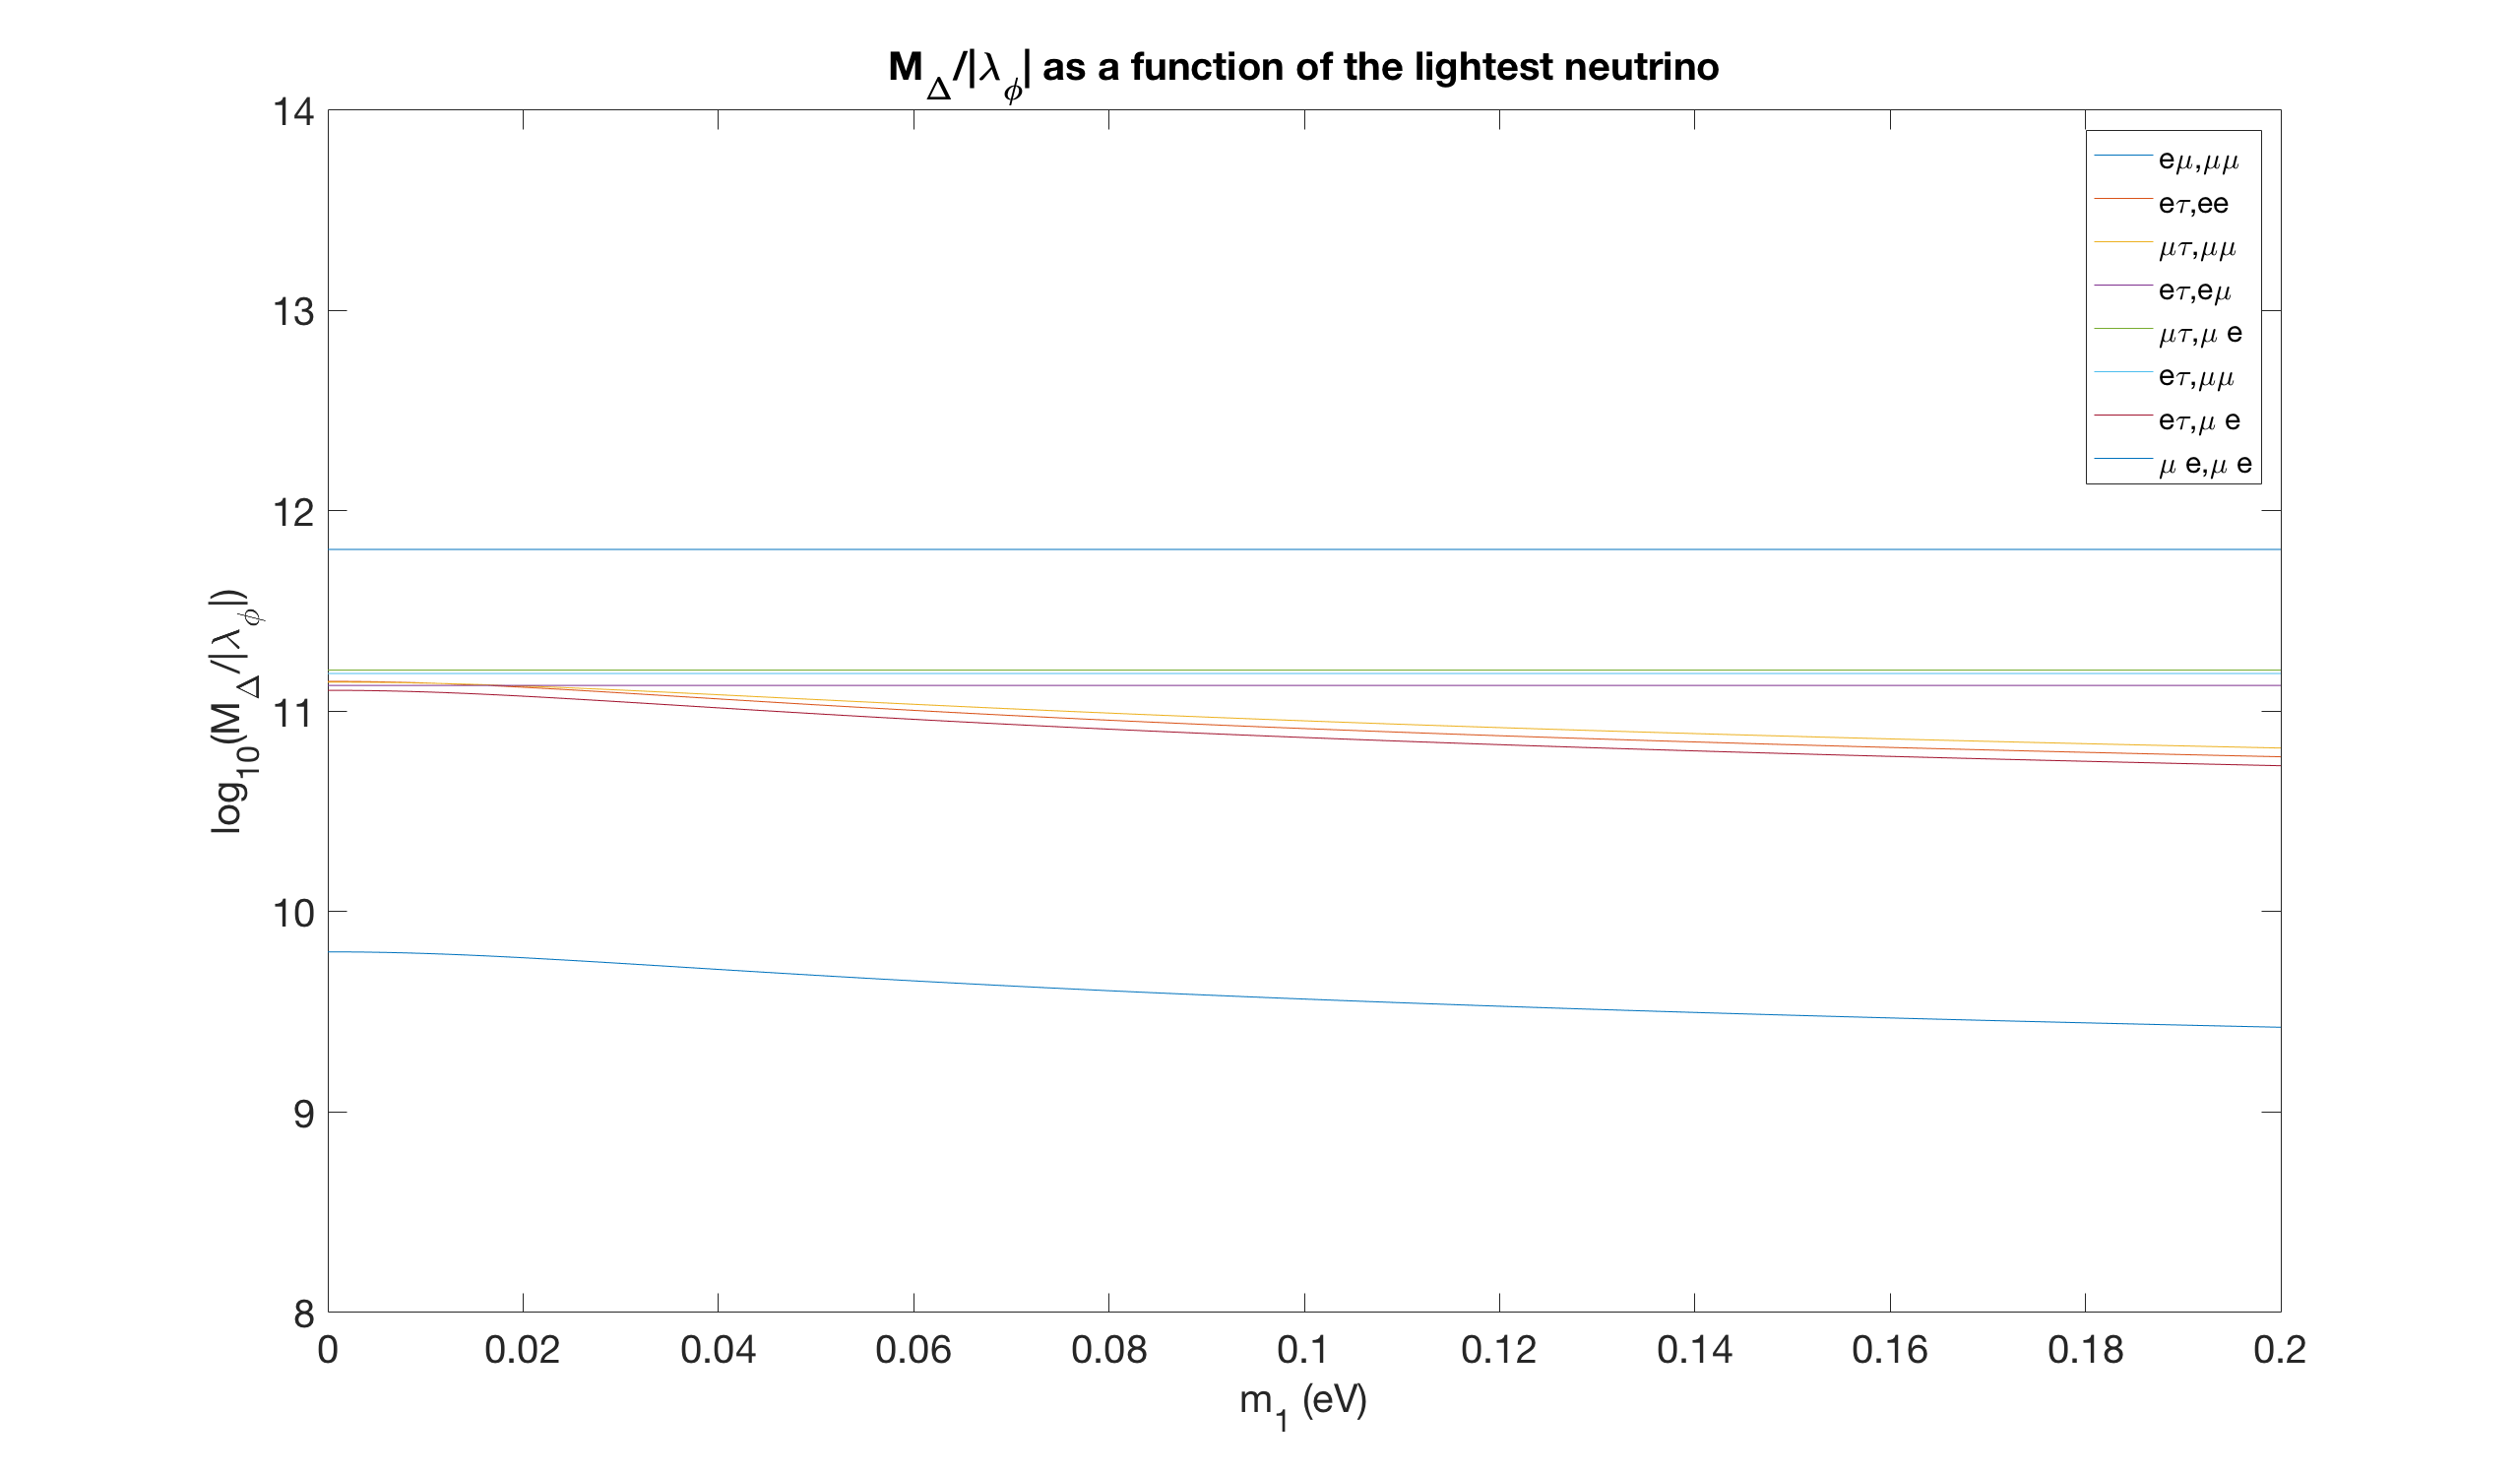 M_Δ/|λ_ϕ| as a function of the lightest neutrino
14
13
12
11
10
9
8
log_10(M_Δ/|λ_ϕ|)
eμ,μμ
eτ,ee
μτ,μμ
eτ,eμ
μτ,μ e
eτ,μμ
eτ,μ e
μ e,μ e
0 0.02 0.04 0.06 0.08 0.1 0.12 0.14 0.16 0.18 0.2
m_1 (eV)